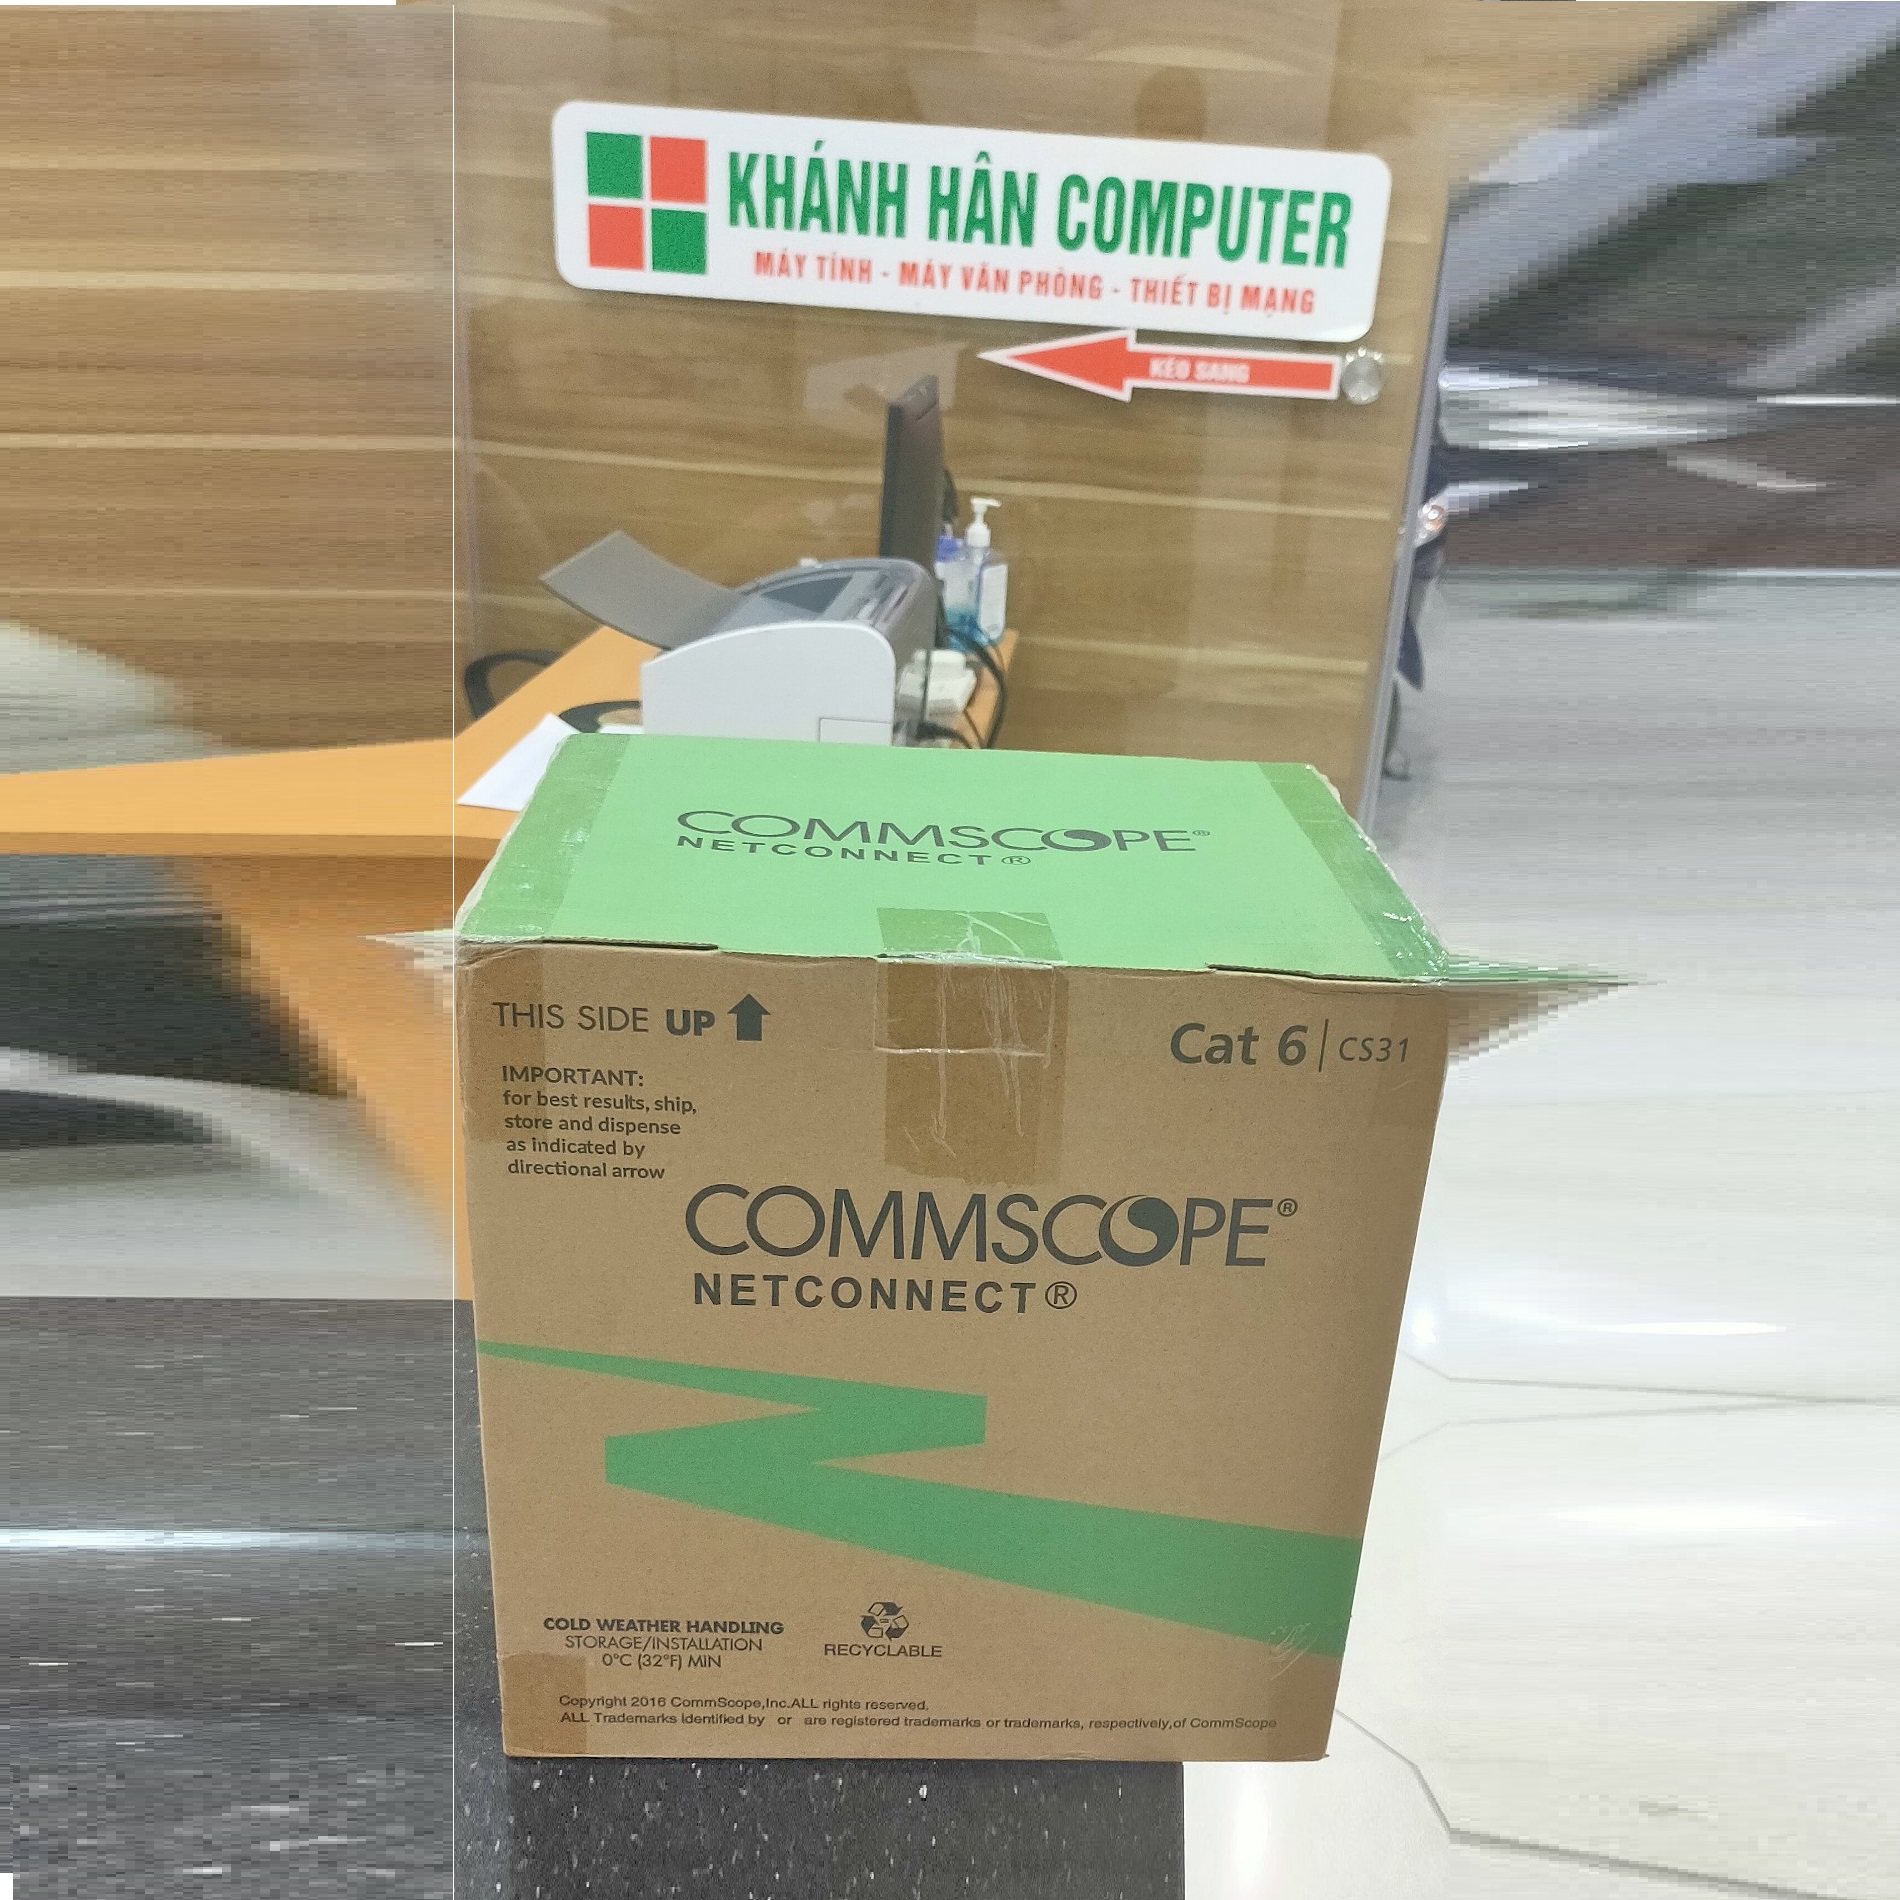 KHÁNH HÂN COMPUTER
MÁY TÍNH - MÁY VĂN PHÒNG - THIẾT BỊ MẠNG
KÉO SANG
COMMSCOPE®
NETCONNECT®
THIS SIDE UP
Cat 6 | CS31
IMPORTANT:
for best results, ship,
store and dispense
as indicated by
directional arrow
COMMSCOPE®
NETCONNECT®
COLD WEATHER HANDLING
STORAGE/INSTALLATION
0°C (32°F) MIN
RECYCLABLE
Copyright 2016 CommScope,Inc.ALL rights reserved.
ALL Trademarks identified by or are registered trademarks or trademarks, respectively,of CommScope